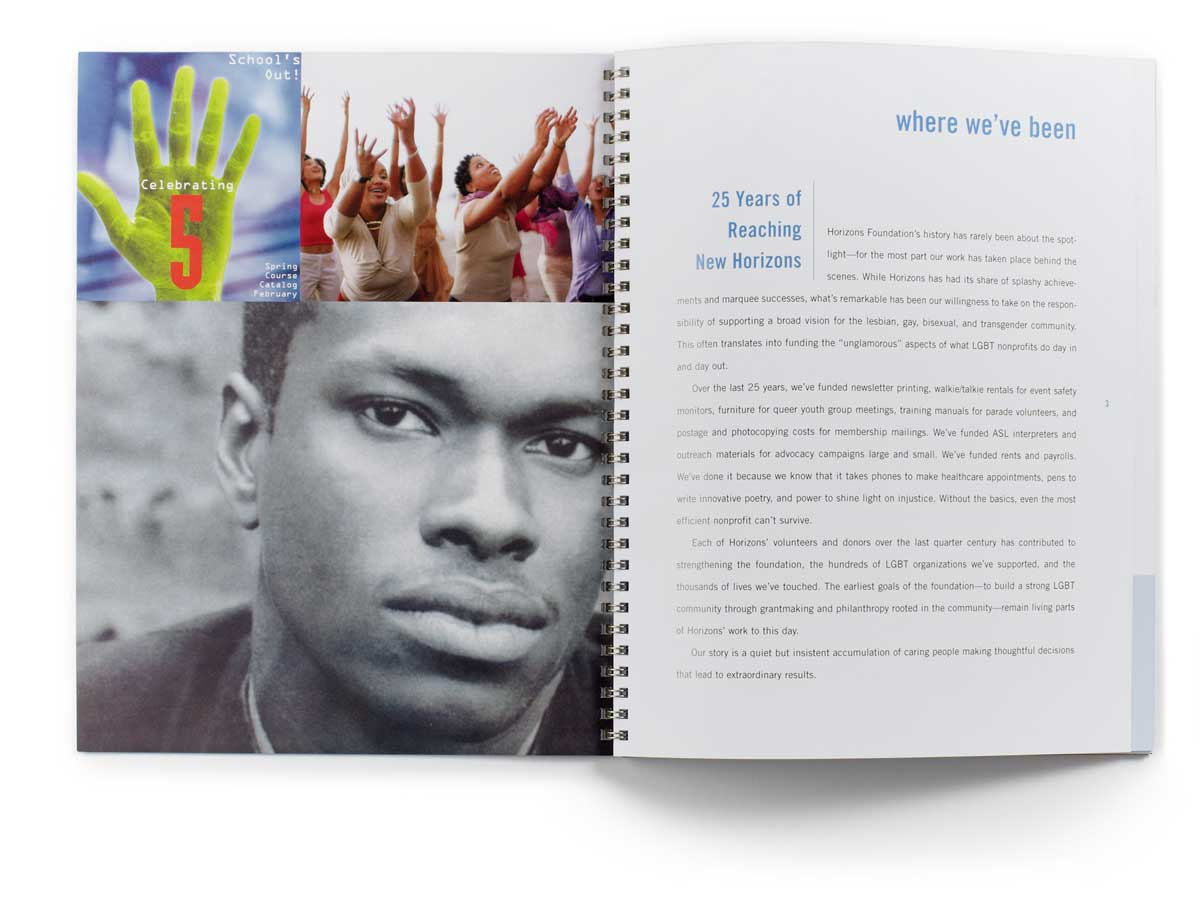 School's
Out!
Celebrating
5
Spring
Course
Catalog
February
where we've been
25 Years of
Reaching
New Horizons
Horizons Foundation's history has rarely been about the spot-
light—for the most part our work has taken place behind the
scenes. While Horizons has had its share of splashy achieve-
ments and marquee successes, what's remarkable has been our willingness to take on the respon-
sibility of supporting a broad vision for the lesbian, gay, bisexual, and transgender community.
This often translates into funding the “unglamorous” aspects of what LGBT nonprofits do day in
and day out.
Over the last 25 years, we've funded newsletter printing, walkie/talkie rentals for event safety
monitors, furniture for queer youth group meetings, training manuals for parade volunteers, and
postage and photocopying costs for membership mailings. We've funded ASL interpreters and
outreach materials for advocacy campaigns large and small. We've funded rents and payrolls.
We've done it because we know that it takes phones to make healthcare appointments, pens to
write innovative poetry, and power to shine light on injustice. Without the basics, even the most
efficient nonprofit can't survive.
Each of Horizons' volunteers and donors over the last quarter century has contributed to
strengthening the foundation, the hundreds of LGBT organizations we've supported, and the
thousands of lives we've touched. The earliest goals of the foundation—to build a strong LGBT
community through grantmaking and philanthropy rooted in the community—remain living parts
of Horizons' work to this day.
Our story is a quiet but insistent accumulation of caring people making thoughtful decisions
that lead to extraordinary results.
3